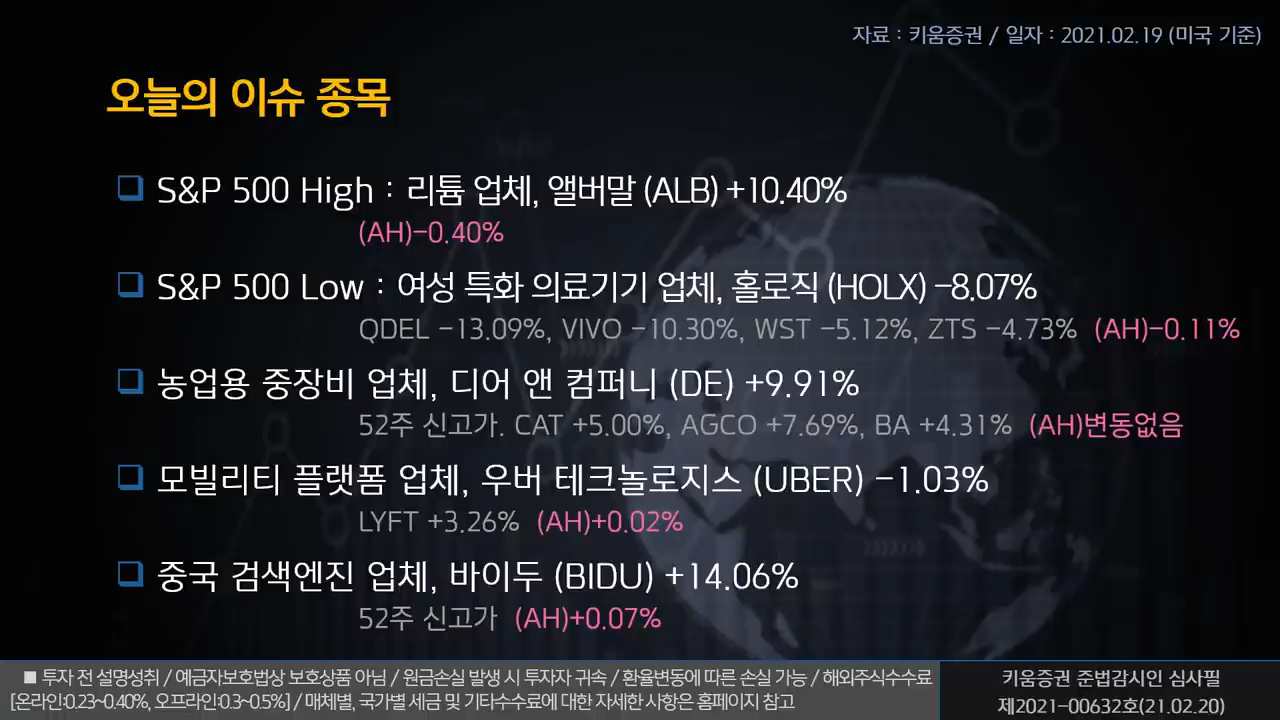 자료 : 키움증권 / 일자 : 2021.02.19 (미국 기준)
오늘의 이슈 종목
❑ S&P 500 High : 리튬 업체, 앨버말 (ALB) +10.40%
(AH)-0.40%
❑ S&P 500 Low : 여성 특화 의료기기 업체, 홀로직 (HOLX) -8.07%
QDEL -13.09%, VIVO -10.30%, WST -5.12%, ZTS -4.73% (AH)-0.11%
❑ 농업용 중장비 업체, 디어 앤 컴퍼니 (DE) +9.91%
52주 신고가. CAT +5.00%, AGCO +7.69%, BA +4.31% (AH)변동없음
❑ 모빌리티 플랫폼 업체, 우버 테크놀로지스 (UBER) -1.03%
LYFT +3.26% (AH)+0.02%
❑ 중국 검색엔진 업체, 바이두 (BIDU) +14.06%
52주 신고가 (AH)+0.07%
■ 투자 전 설명성취 / 예금자보호법상 보호상품 아님 / 원금손실 발생 시 투자자 귀속 / 환율변동에 따른 손실 가능 / 해외주식수수료
[온라인:0.23~0.40%, 오프라인:0.3~0.5%] / 매체별, 국가별 세금 및 기타수수료에 대한 자세한 사항은 홈페이지 참고
키움증권 준법감시인 심사필
제2021-00632호(21.02.20)